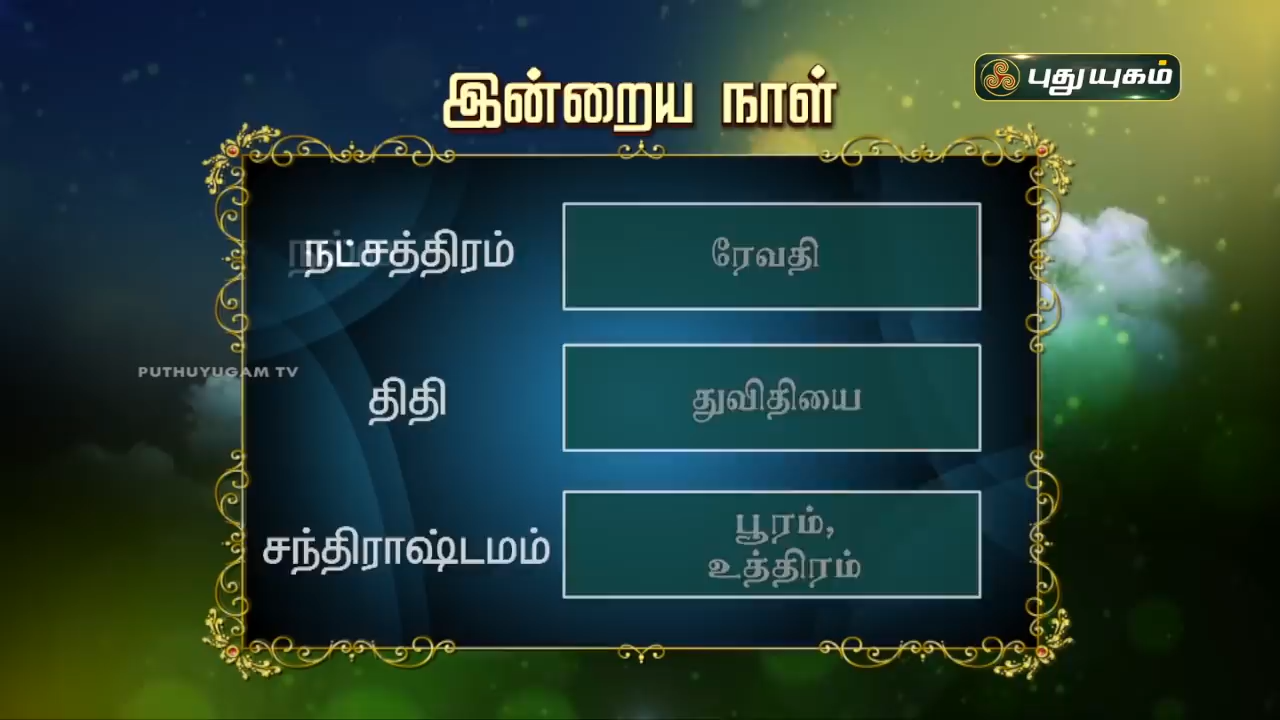 இன்றைய நாள்
புதுயுகம்
நட்சத்திரம்
ரேவதி
PUTHUYUGAM TV
திதி
துவிதியை
சந்திராஷ்டமம்
பூரம்,
உத்திரம்